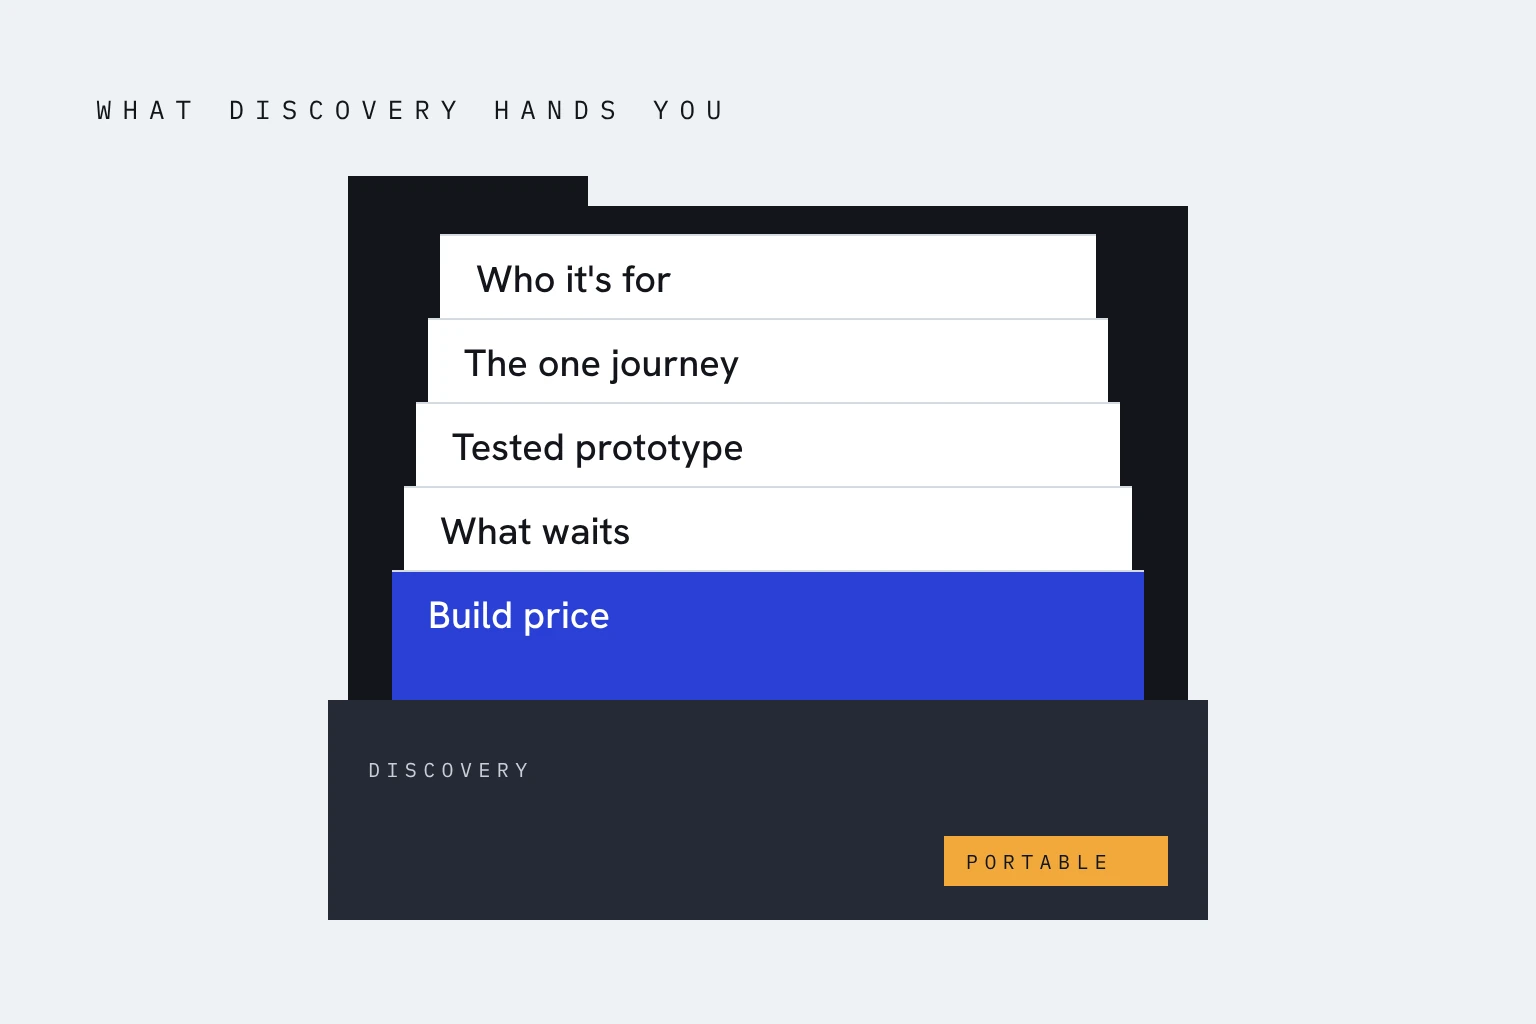 WHAT DISCOVERY HANDS YOU
Who it's for
The one journey
Tested prototype
What waits
Build price
DISCOVERY
PORTABLE